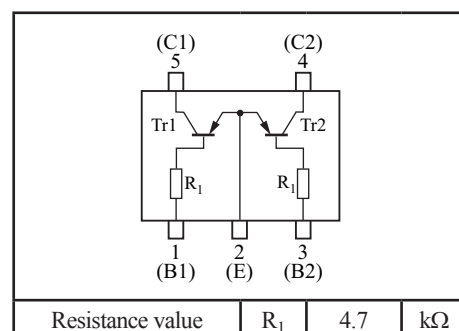 (C1) (C2)
5 4
Tr1 Tr2
R₁ R₁
1 2 3
(B1) (E) (B2)
Resistance value R₁ 4.7 kΩ